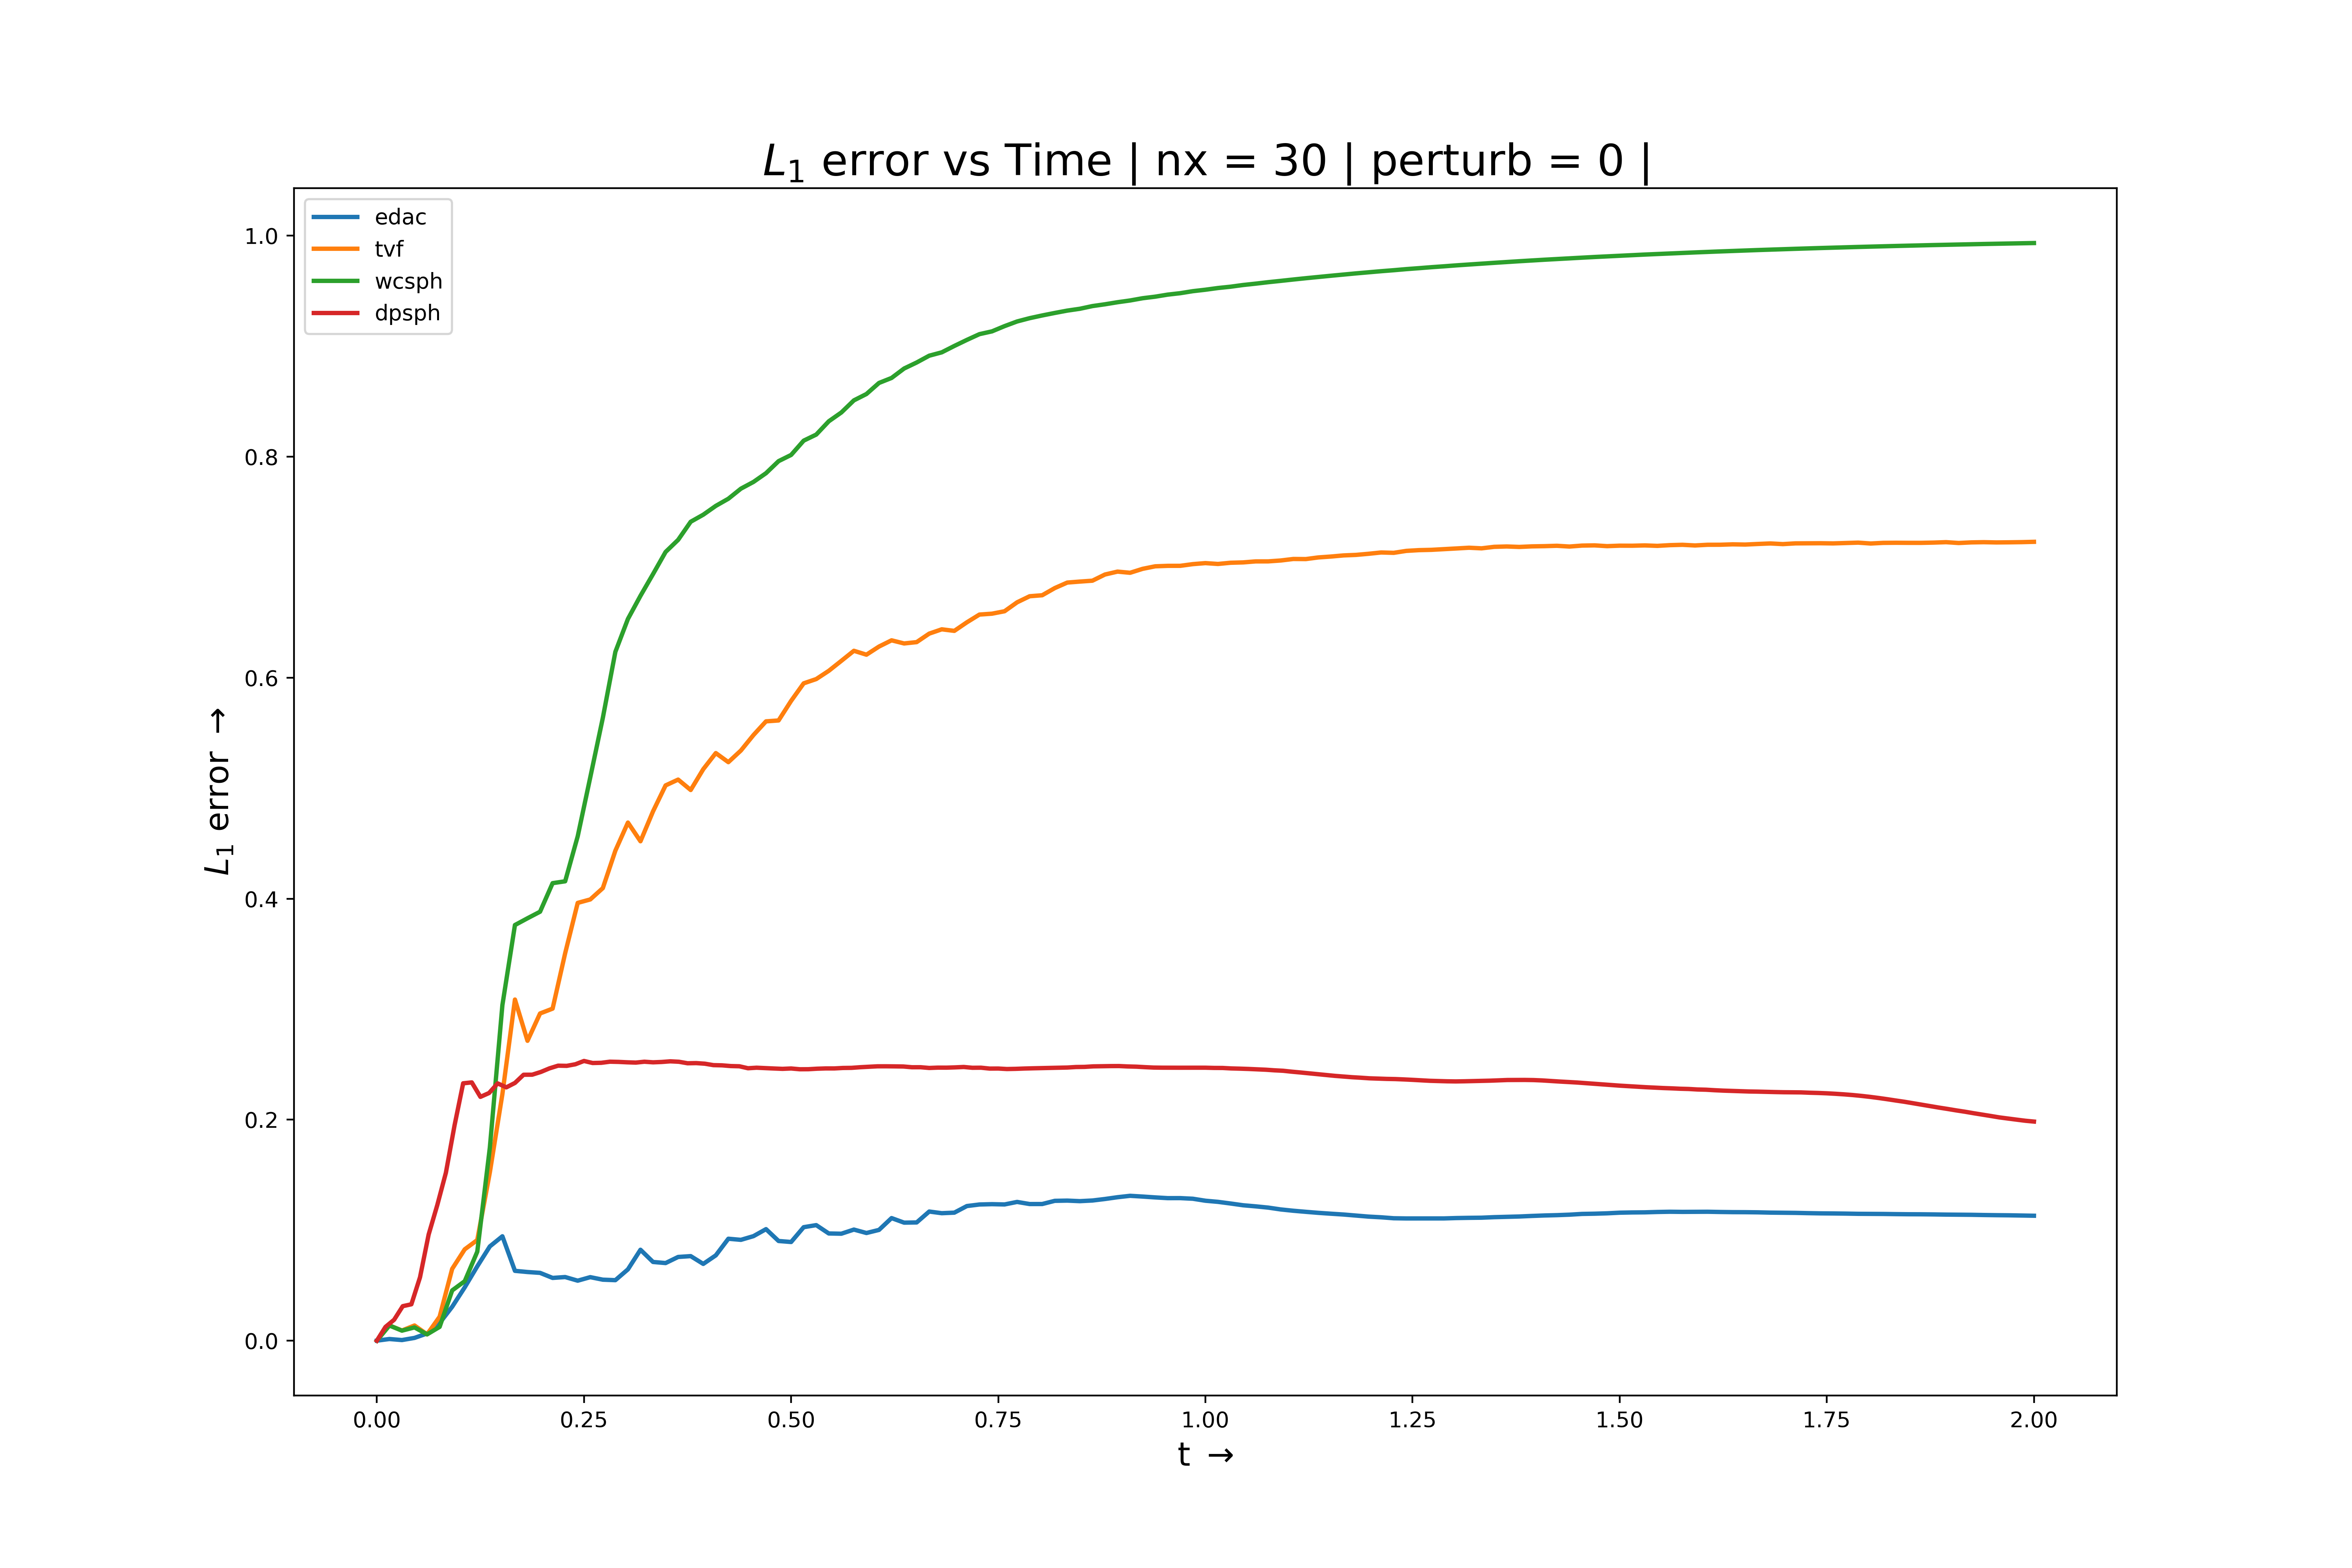 L₁ error vs Time | nx = 30 | perturb = 0 |
edac
tvf
wcsph
dpsph
1.0
0.8
0.6
0.4
0.2
0.0
L₁ error →
0.00 0.25 0.50 0.75 1.00 1.25 1.50 1.75 2.00
t →